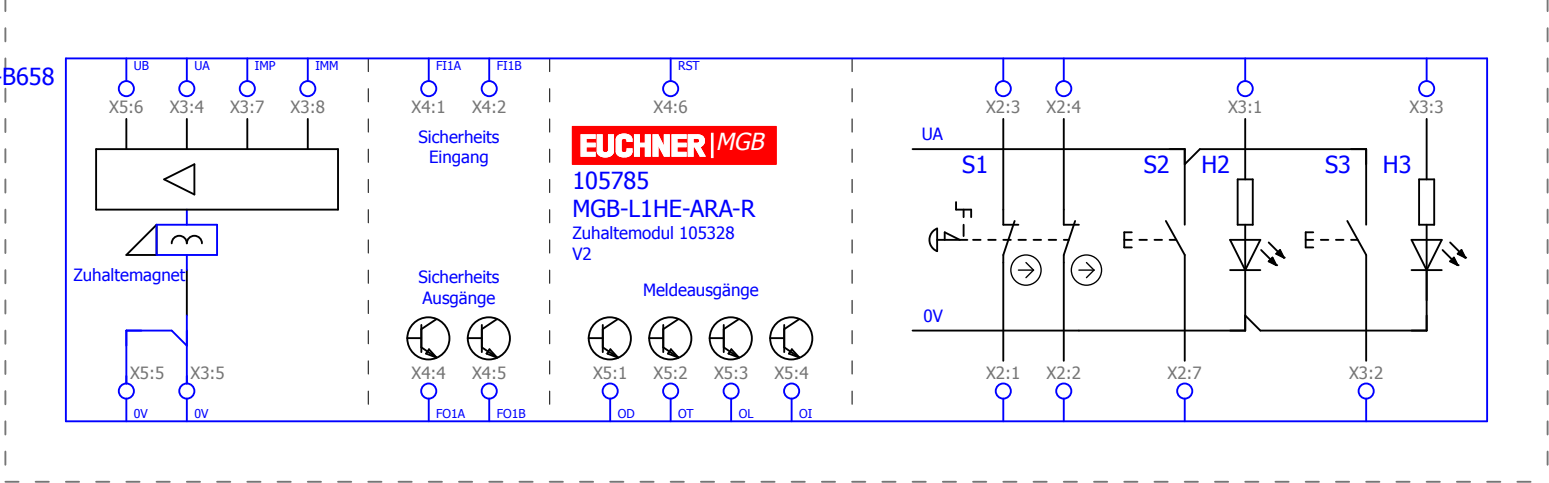 -B658
UB UA IMP IMM FI1A FI1B RST
X5:6 X3:4 X3:7 X3:8 X4:1 X4:2 X4:6 X2:3 X2:4 X3:1 X3:3
Sicherheits
Eingang
EUCHNER|MGB
105785
MGB-L1HE-ARA-R
Zuhaltemodul 105328
V2
UA
S1 S2 H2 S3 H3
Zuhaltemagnet
Sicherheits
Ausgänge
Meldeausgänge
0V
X5:5 X3:5 X4:4 X4:5 X5:1 X5:2 X5:3 X5:4 X2:1 X2:2 X2:7 X3:2
0V 0V FO1A FO1B OD OT OL OI